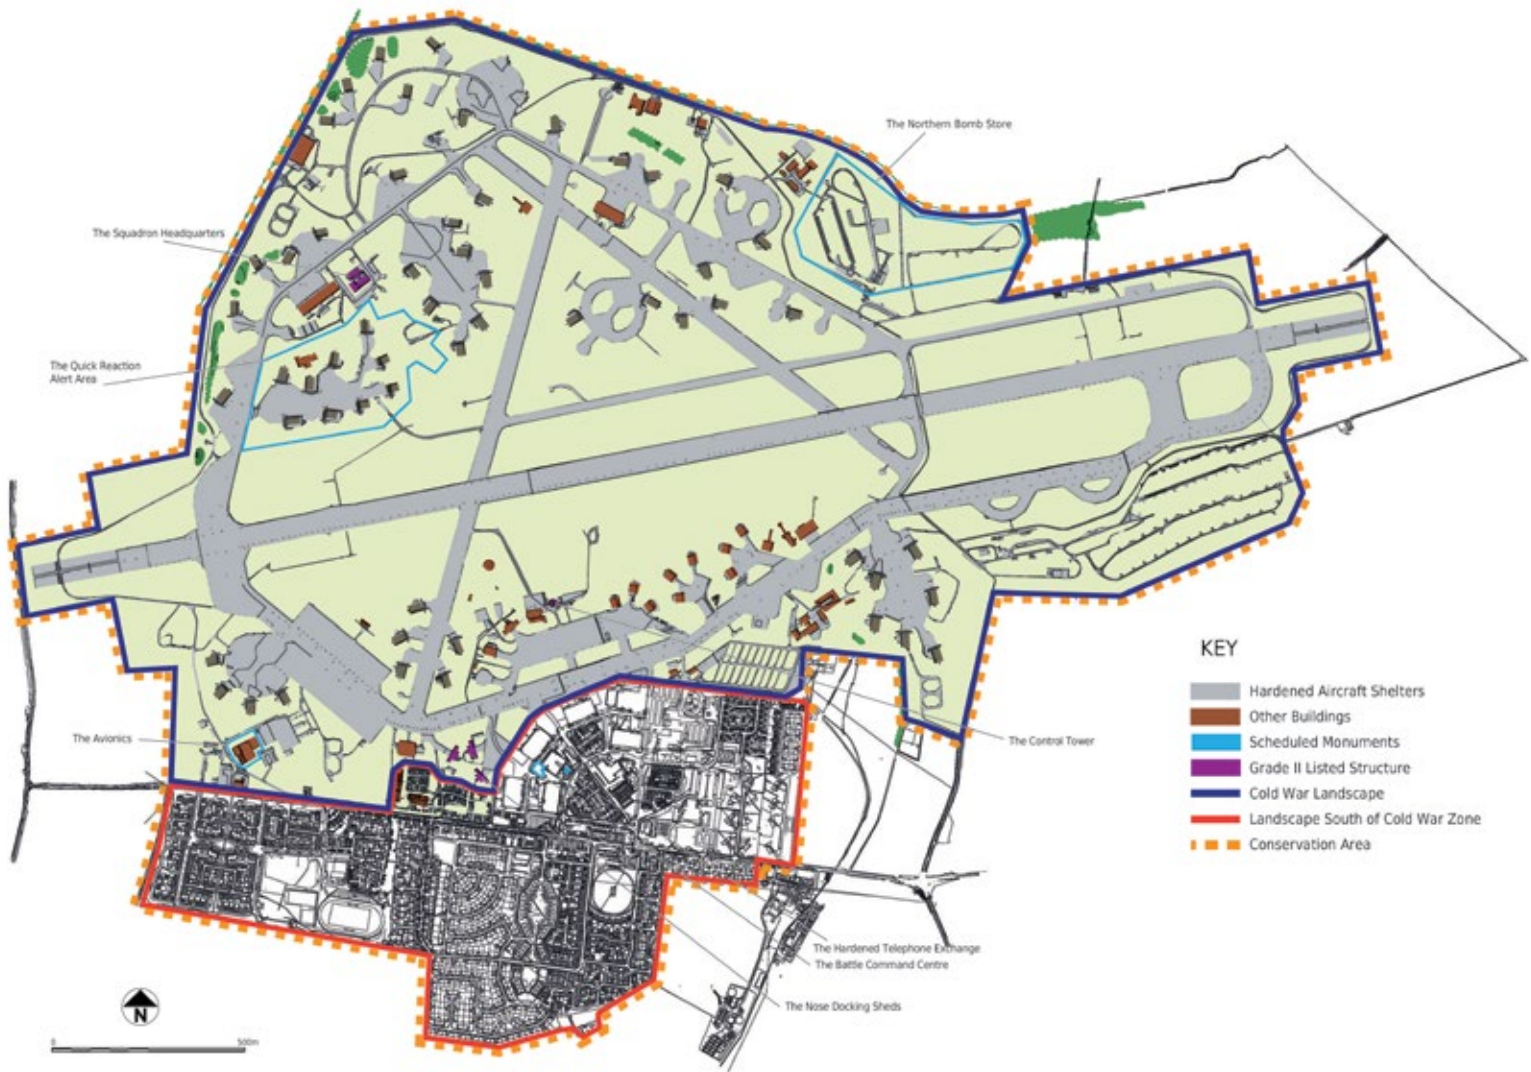 The Northern Bomb Store
The Squadron Headquarters
The Quick Reaction
Alert Area
KEY
Hardened Aircraft Shelters
Other Buildings
Scheduled Monuments
Grade II Listed Structure
Cold War Landscape
Landscape South of Cold War Zone
Conservation Area
The Avionics
The Control Tower
The Hardened Telephone Exchange
The Battle Command Centre
The Nose Docking Sheds
N
0 500m